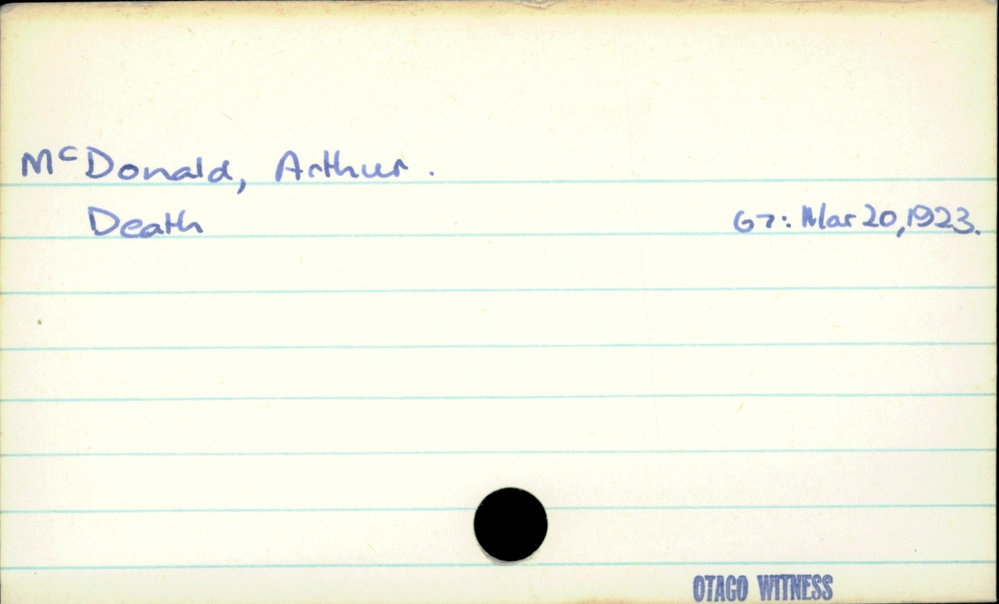 McDonald, Arthur.
Death 67: Mar 20, 1923.
OTAGO WITNESS